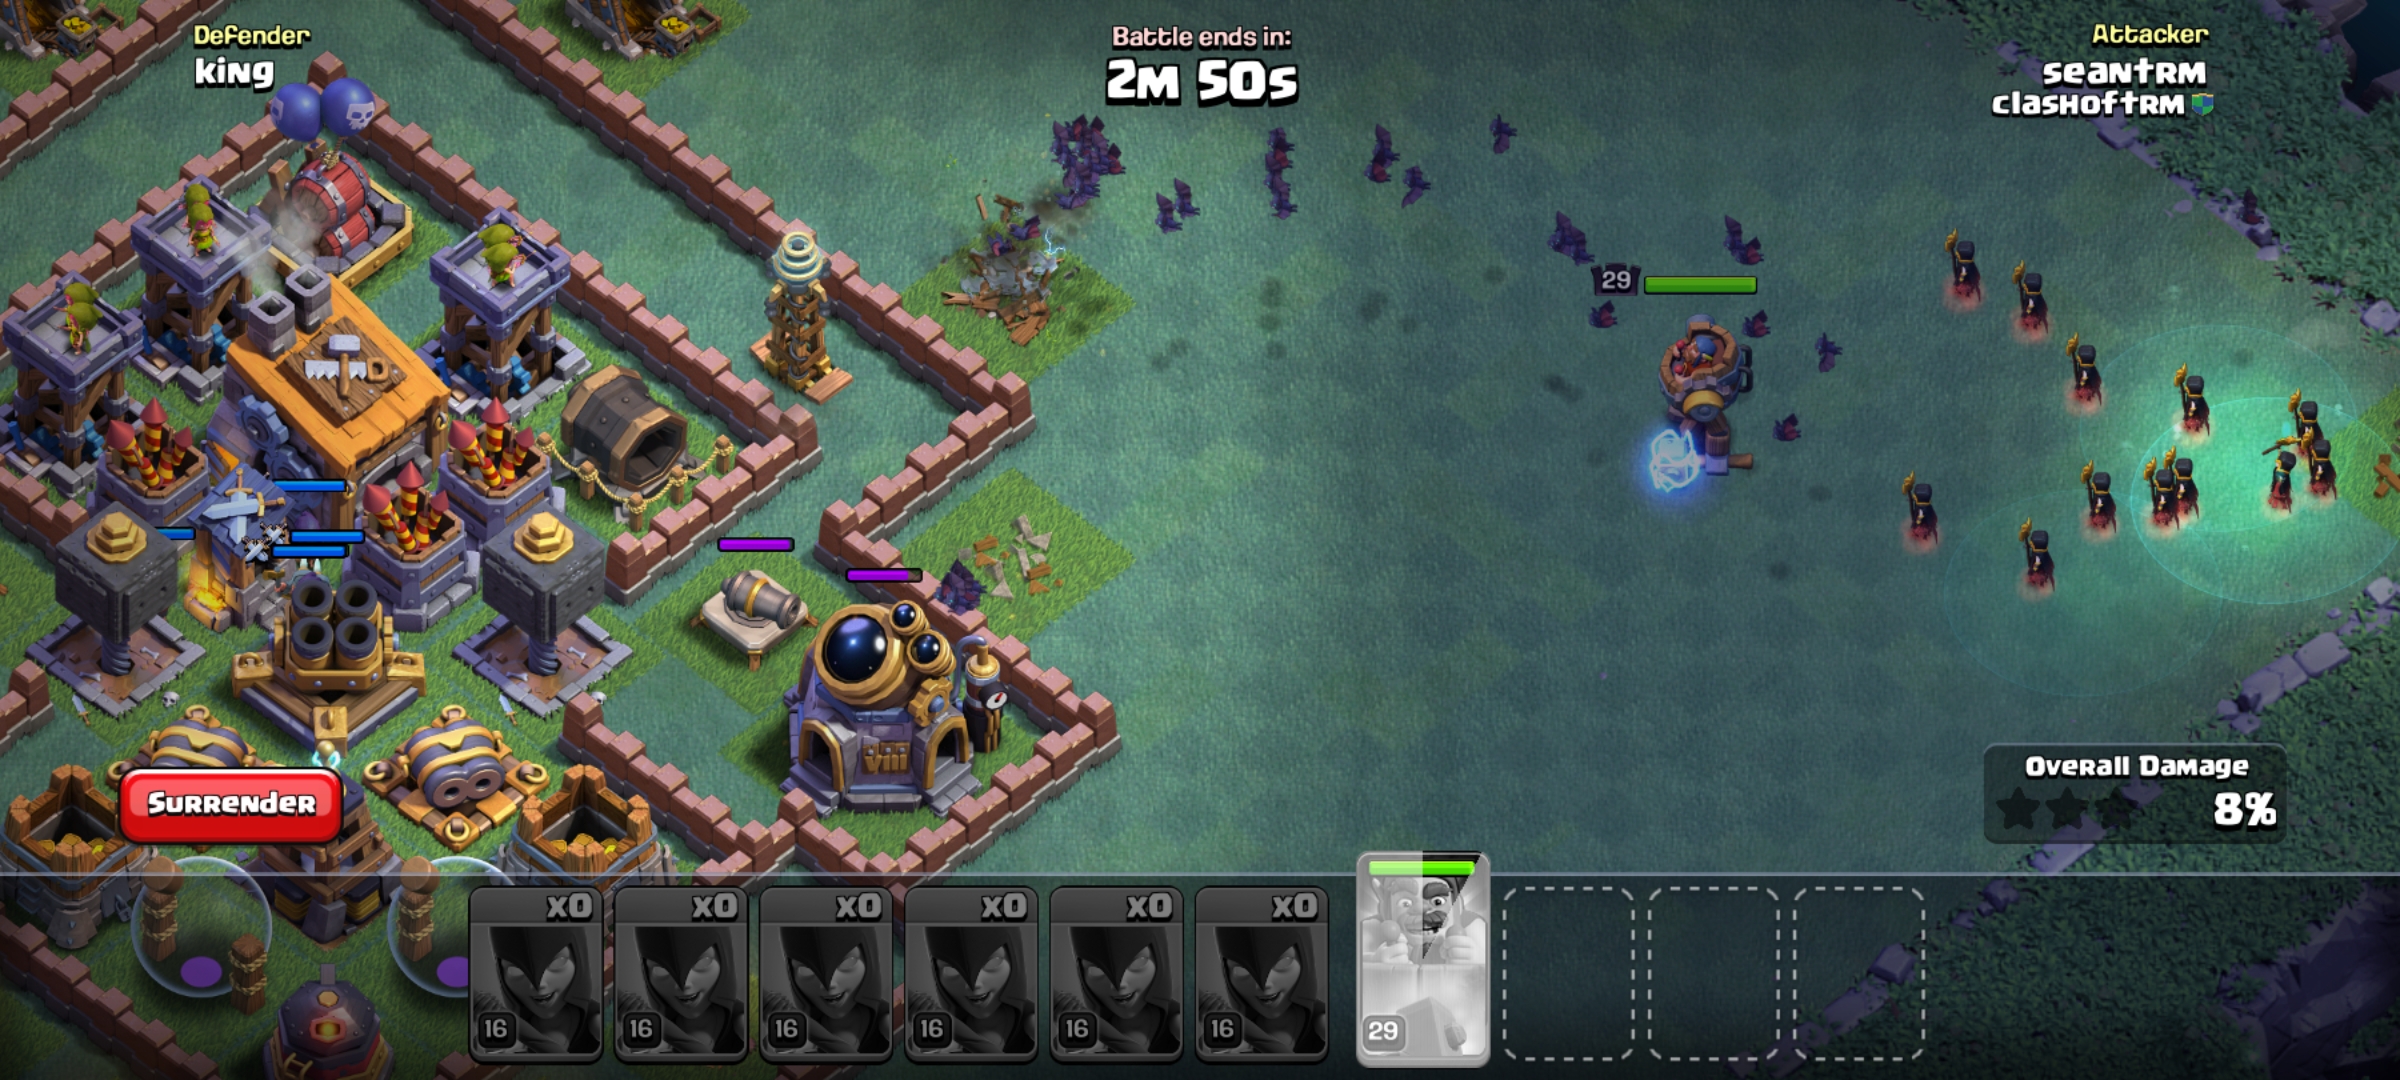 Defender
king
Battle ends in:
2m 50s
Attacker
seantrm
clashoftrm
29
VIII
Surrender
Overall Damage
8%
x0
x0
x0
x0
x0
x0
16
16
16
16
16
16
29